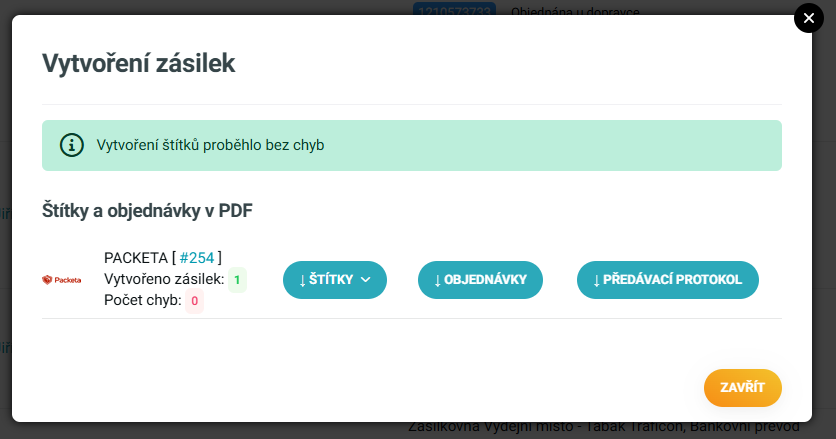 1210573733 Objednána u dopravce
Vytvoření zásilek
Vytvoření štítků proběhlo bez chyb
Štítky a objednávky v PDF
Packeta
PACKETA [ #254 ]
Vytvořeno zásilek: 1
Počet chyb: 0
↓ ŠTÍTKY
↓ OBJEDNÁVKY
↓ PŘEDÁVACÍ PROTOKOL
ZAVŘÍT
Zásilkovna Výdejní místo - Tabák Traficon, Bankovní převod